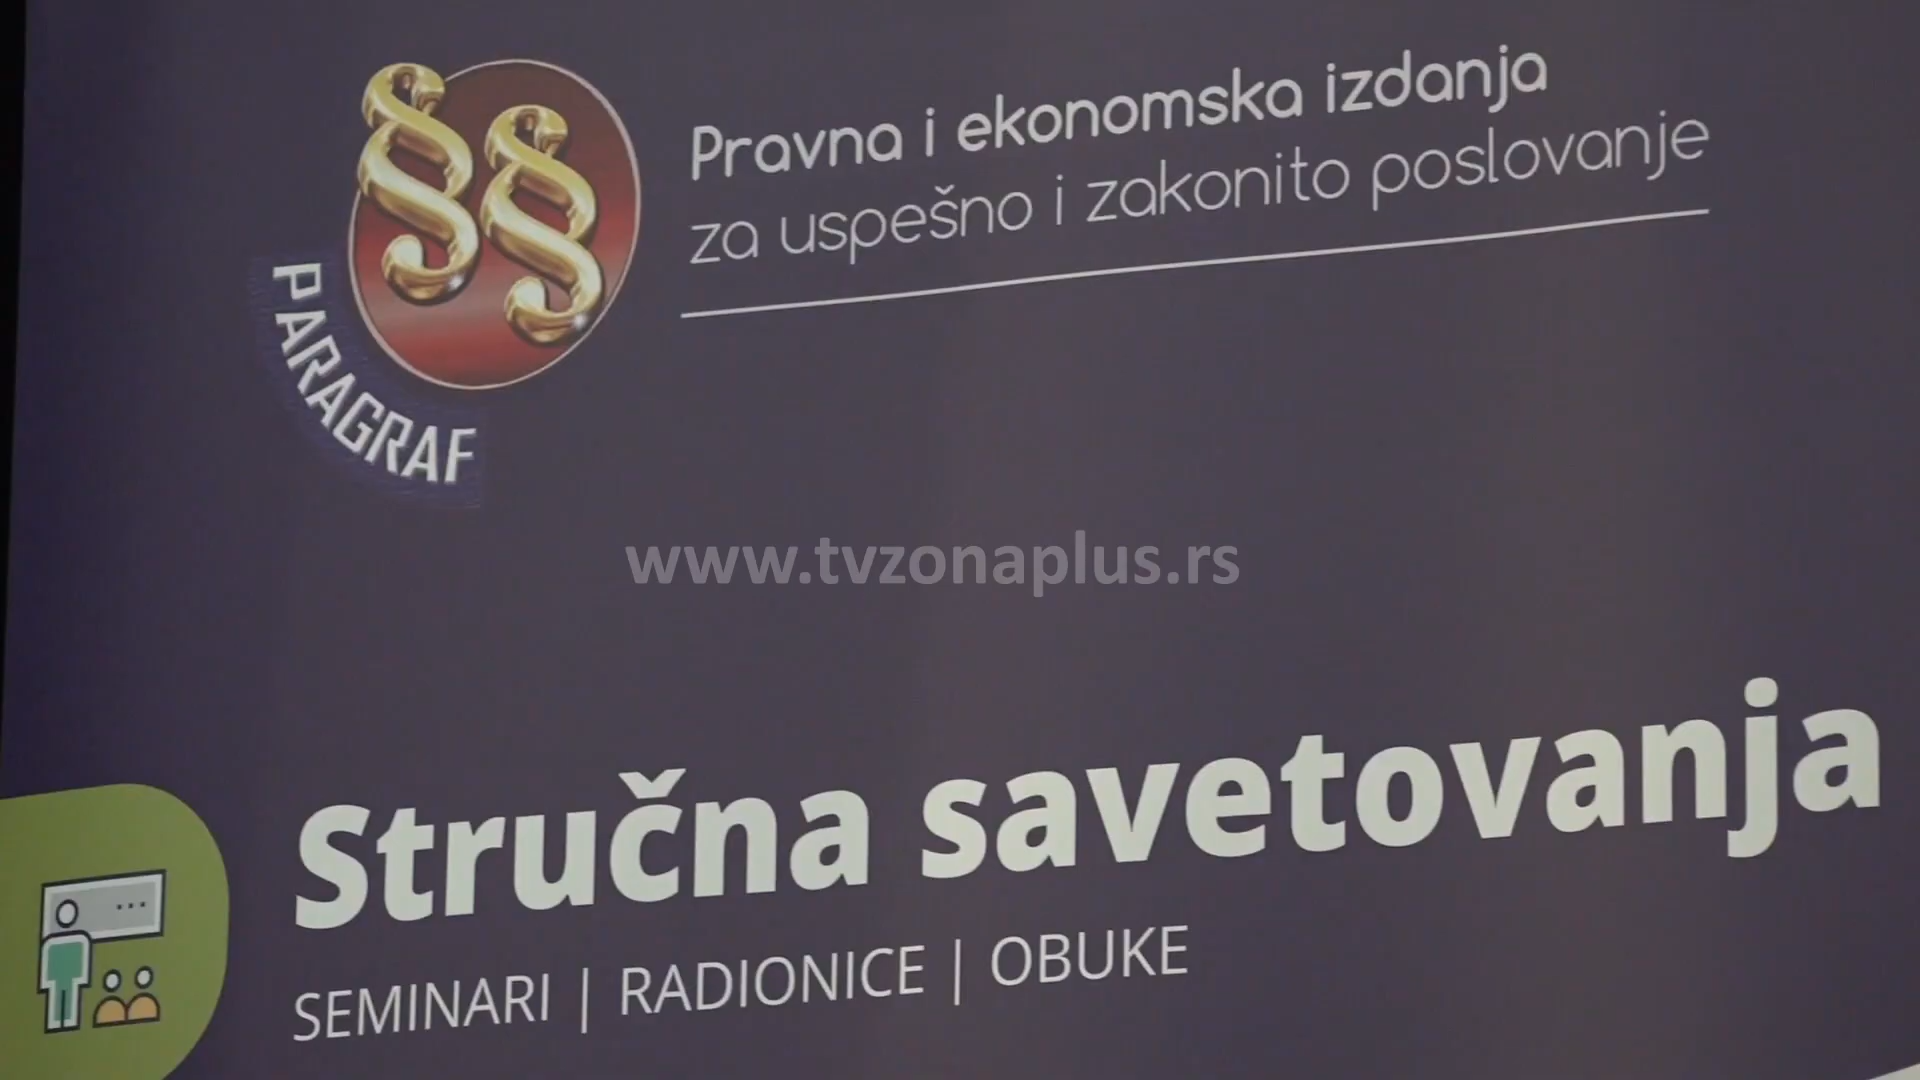 PARAGRAF
Pravna i ekonomska izdanja
za uspešno i zakonito poslovanje
www.tvzonaplus.rs
Stručna savetovanja
SEMINARI | RADIONICE | OBUKE